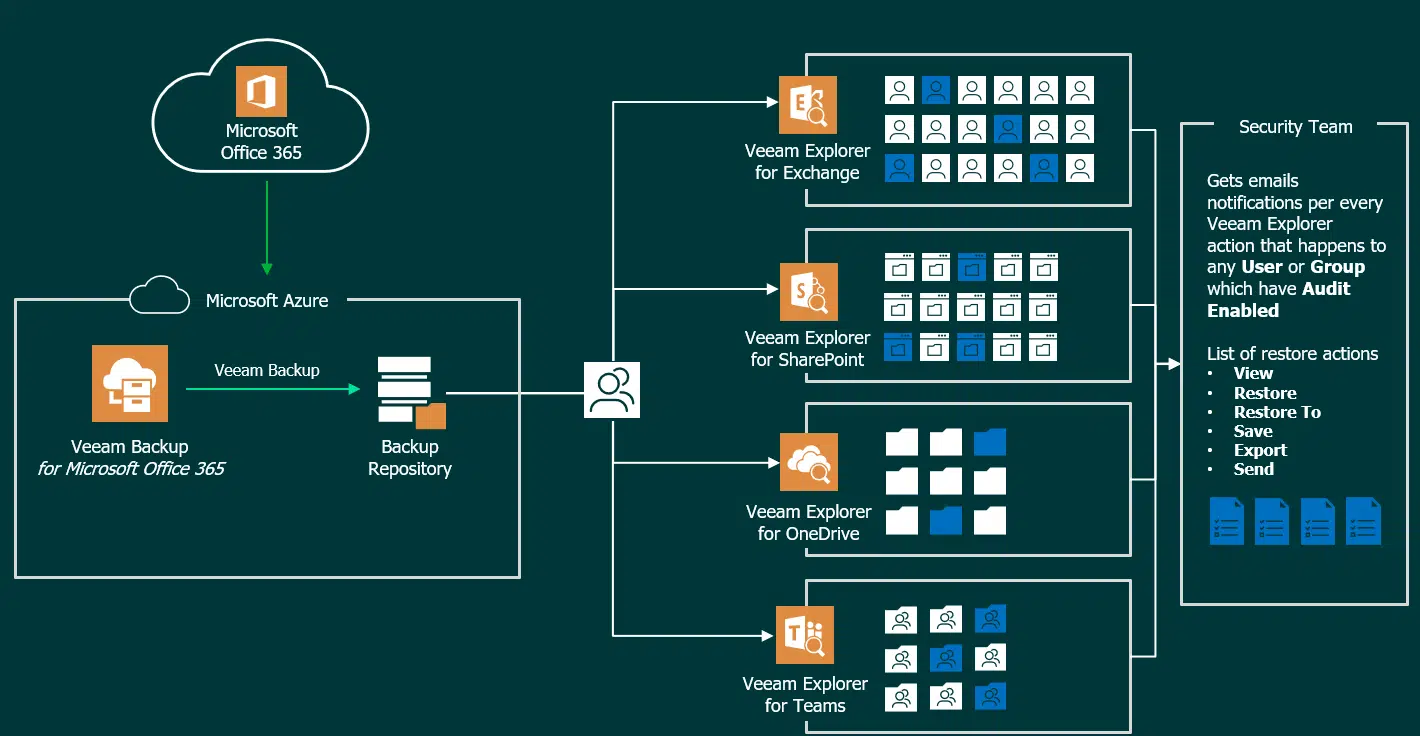 Microsoft
Office 365
Microsoft Azure
Veeam Backup
Veeam Backup
for Microsoft Office 365
Backup
Repository
E
Veeam Explorer
for Exchange
S
Veeam Explorer
for SharePoint
Veeam Explorer
for OneDrive
T
Veeam Explorer
for Teams
Security Team
Gets emails
notifications per every
Veeam Explorer
action that happens to
any User or Group
which have Audit
Enabled
List of restore actions
• View
• Restore
• Restore To
• Save
• Export
• Send